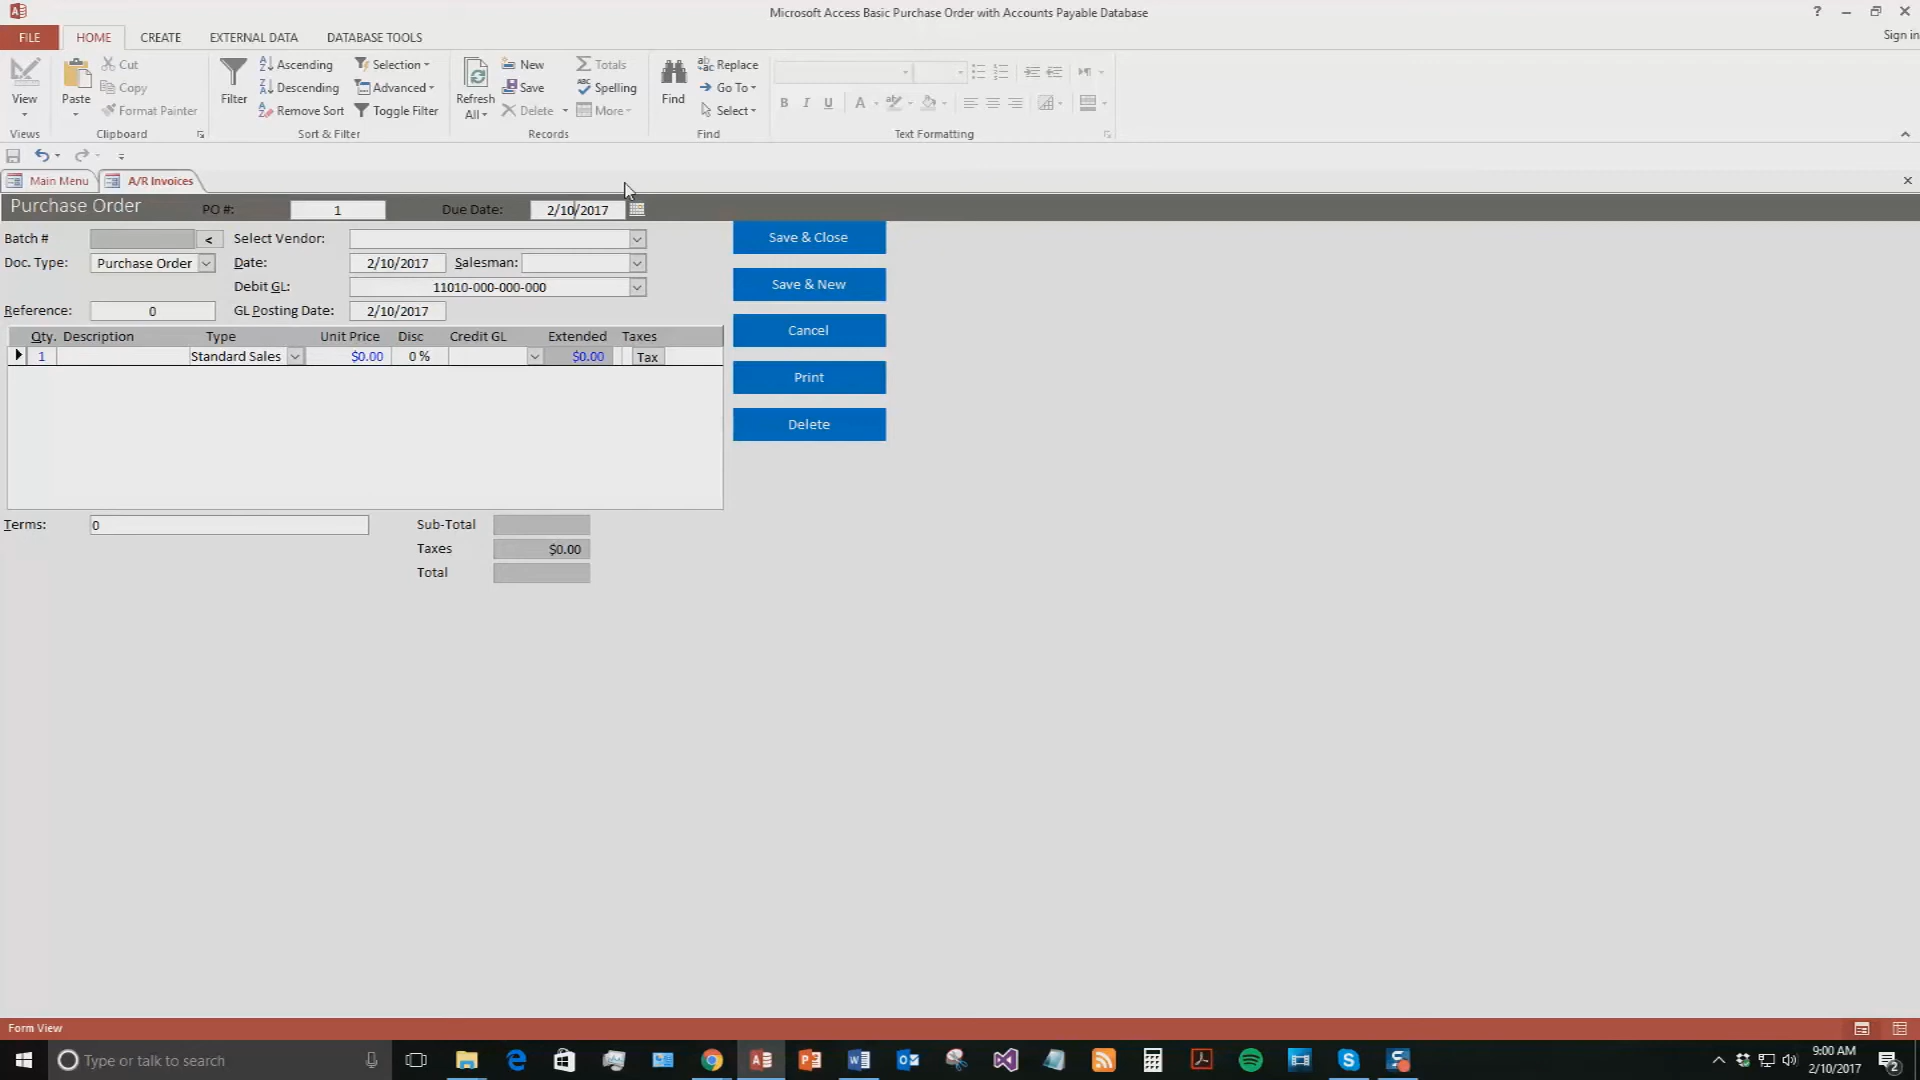 Microsoft Access Basic Purchase Order with Accounts Payable Database
?
FILE HOME CREATE EXTERNAL DATA DATABASE TOOLS Sign in
View Paste Cut Copy Format Painter
Filter Ascending Descending Remove Sort Selection Advanced Toggle Filter
Refresh All New Save Delete Totals Spelling More
Find Replace Go To Select
B I U A
Views Clipboard Sort & Filter Records Find Text Formatting
Main Menu A/R Invoices
Purchase Order PO #: 1 Due Date: 2/10/2017
Batch # < Select Vendor: Save & Close
Doc. Type: Purchase Order Date: 2/10/2017 Salesman:
Debit GL: 11010-000-000-000 Save & New
Reference: 0 GL Posting Date: 2/10/2017
Cancel
Qty. Description Type Unit Price Disc Credit GL Extended Taxes
1 Standard Sales $0.00 0 % $0.00 Tax
Print
Delete
Terms: 0 Sub-Total
Taxes $0.00
Total
Form View
Type or talk to search
9:00 AM
2/10/2017
2